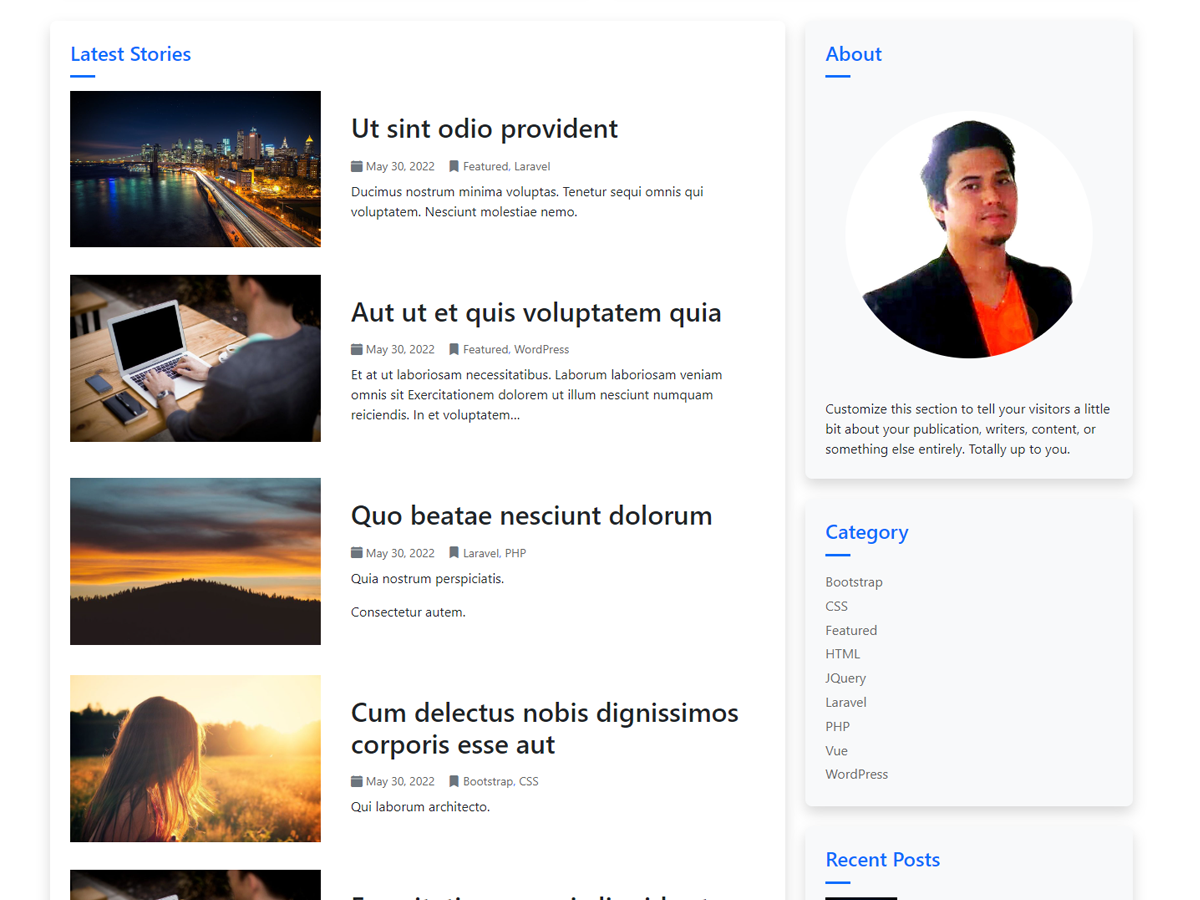 Latest Stories
Ut sint odio provident
May 30, 2022 Featured, Laravel
Ducimus nostrum minima voluptas. Tenetur sequi omnis qui
voluptatem. Nesciunt molestiae nemo.
Aut ut et quis voluptatem quia
May 30, 2022 Featured, WordPress
Et at ut laboriosam necessitatibus. Laborum laboriosam veniam
omnis sit Exercitationem dolorem ut illum nesciunt numquam
reiciendis. In et voluptatem...
Quo beatae nesciunt dolorum
May 30, 2022 Laravel, PHP
Quia nostrum perspiciatis.
Consectetur autem.
Cum delectus nobis dignissimos
corporis esse aut
May 30, 2022 Bootstrap, CSS
Qui laborum architecto.
About
Customize this section to tell your visitors a little
bit about your publication, writers, content, or
something else entirely. Totally up to you.
Category
Bootstrap
CSS
Featured
HTML
JQuery
Laravel
PHP
Vue
WordPress
Recent Posts